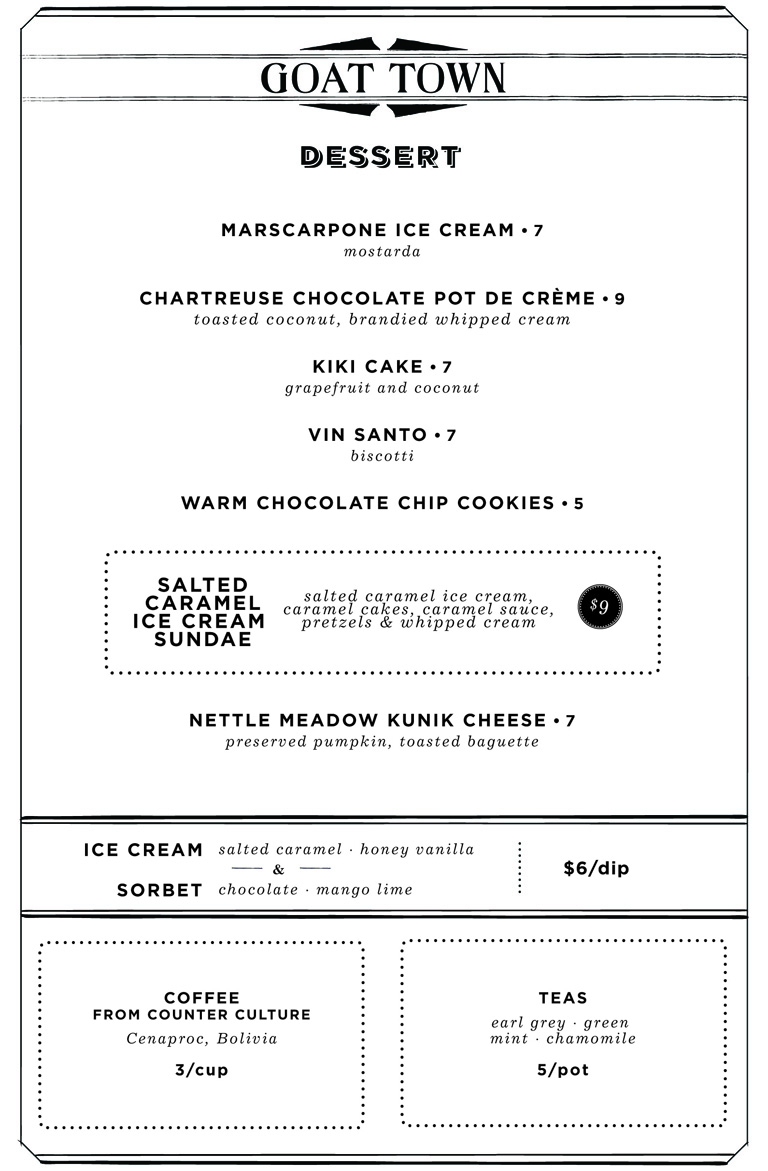 GOAT TOWN
DESSERT
MARSCARPONE ICE CREAM • 7
mostarda
CHARTREUSE CHOCOLATE POT DE CRÈME • 9
toasted coconut, brandied whipped cream
KIKI CAKE • 7
grapefruit and coconut
VIN SANTO • 7
biscotti
WARM CHOCOLATE CHIP COOKIES • 5
SALTED
CARAMEL
ICE CREAM
SUNDAE
salted caramel ice cream,
caramel cakes, caramel sauce,
pretzels & whipped cream
$9
NETTLE MEADOW KUNIK CHEESE • 7
preserved pumpkin, toasted baguette
ICE CREAM salted caramel · honey vanilla
&
SORBET chocolate · mango lime
$6/dip
COFFEE
FROM COUNTER CULTURE
Cenaproc, Bolivia
3/cup
TEAS
earl grey · green
mint · chamomile
5/pot